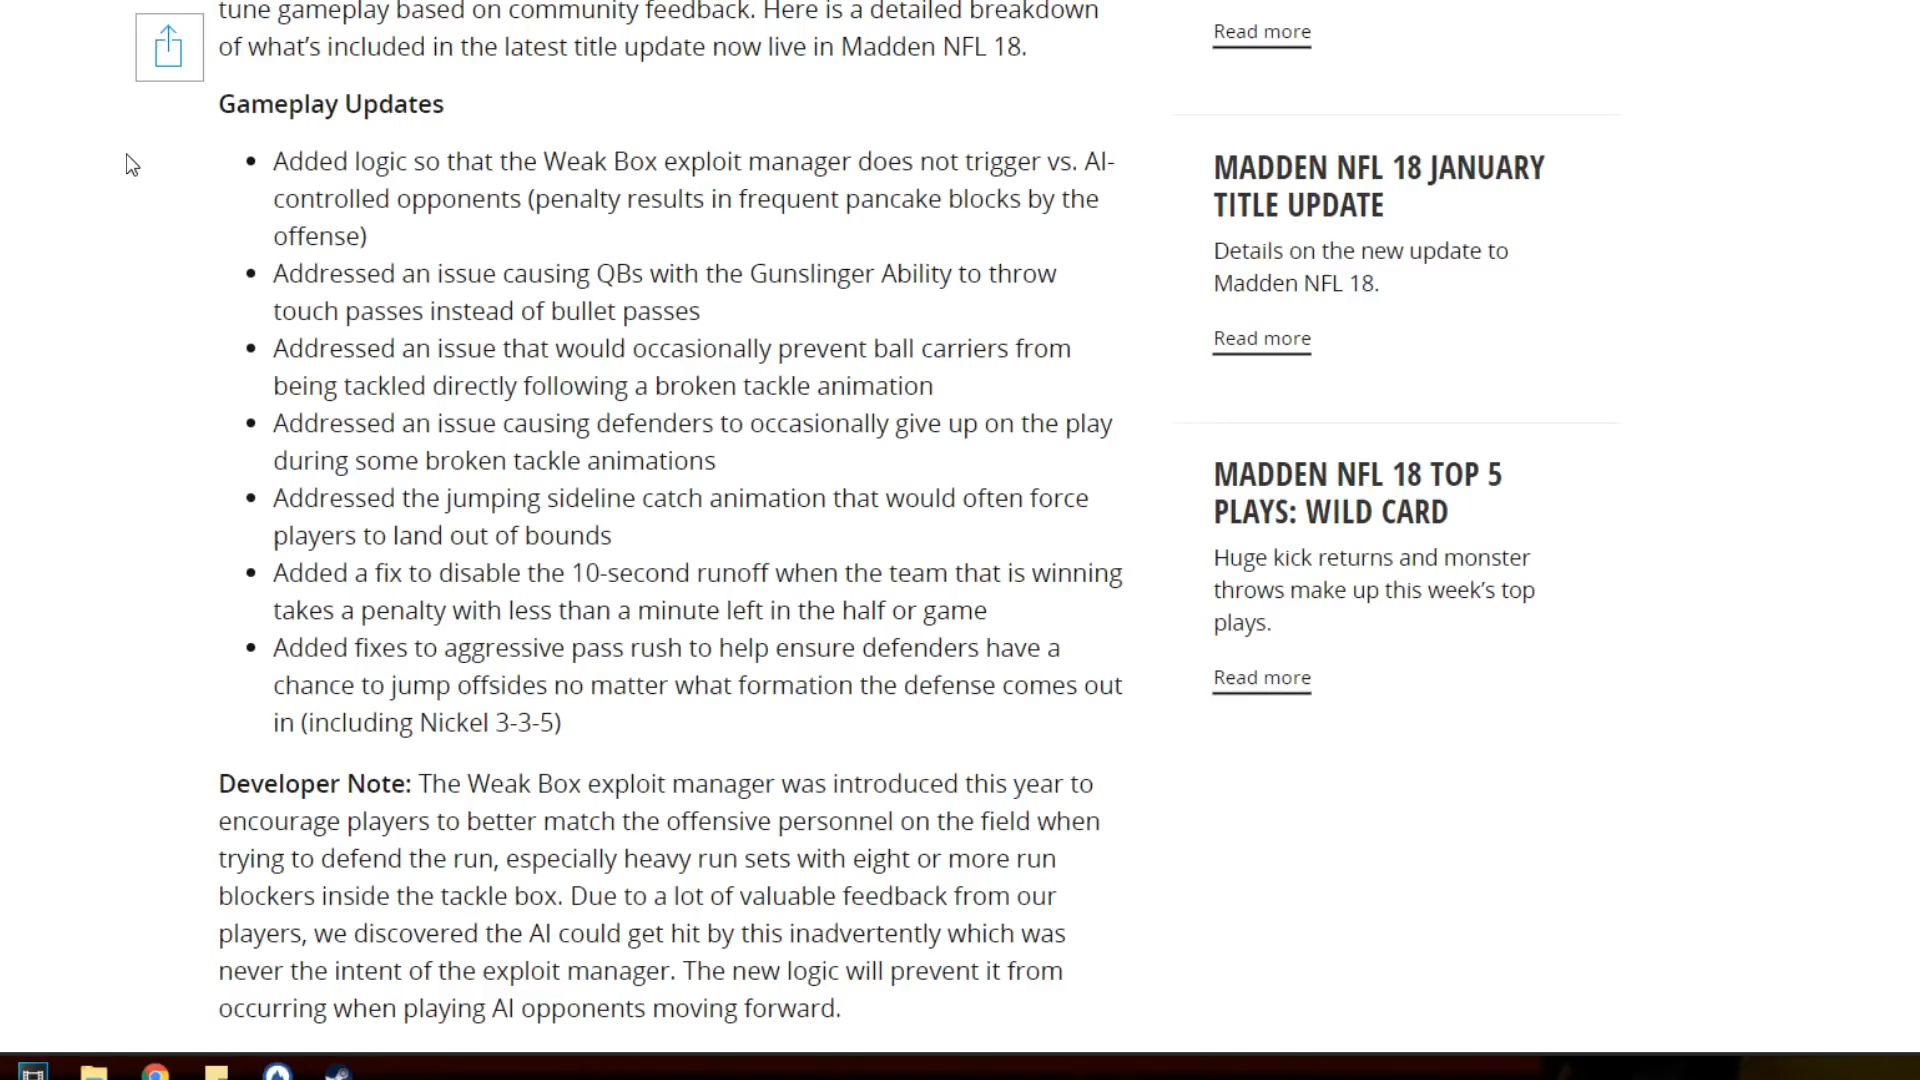 tune gameplay based on community feedback. Here is a detailed breakdown
of what’s included in the latest title update now live in Madden NFL 18.
Gameplay Updates
• Added logic so that the Weak Box exploit manager does not trigger vs. AI-
controlled opponents (penalty results in frequent pancake blocks by the
offense)
• Addressed an issue causing QBs with the Gunslinger Ability to throw
touch passes instead of bullet passes
• Addressed an issue that would occasionally prevent ball carriers from
being tackled directly following a broken tackle animation
• Addressed an issue causing defenders to occasionally give up on the play
during some broken tackle animations
• Addressed the jumping sideline catch animation that would often force
players to land out of bounds
• Added a fix to disable the 10-second runoff when the team that is winning
takes a penalty with less than a minute left in the half or game
• Added fixes to aggressive pass rush to help ensure defenders have a
chance to jump offsides no matter what formation the defense comes out
in (including Nickel 3-3-5)
Developer Note: The Weak Box exploit manager was introduced this year to
encourage players to better match the offensive personnel on the field when
trying to defend the run, especially heavy run sets with eight or more run
blockers inside the tackle box. Due to a lot of valuable feedback from our
players, we discovered the AI could get hit by this inadvertently which was
never the intent of the exploit manager. The new logic will prevent it from
occurring when playing AI opponents moving forward.
Read more
MADDEN NFL 18 JANUARY
TITLE UPDATE
Details on the new update to
Madden NFL 18.
Read more
MADDEN NFL 18 TOP 5
PLAYS: WILD CARD
Huge kick returns and monster
throws make up this week’s top
plays.
Read more